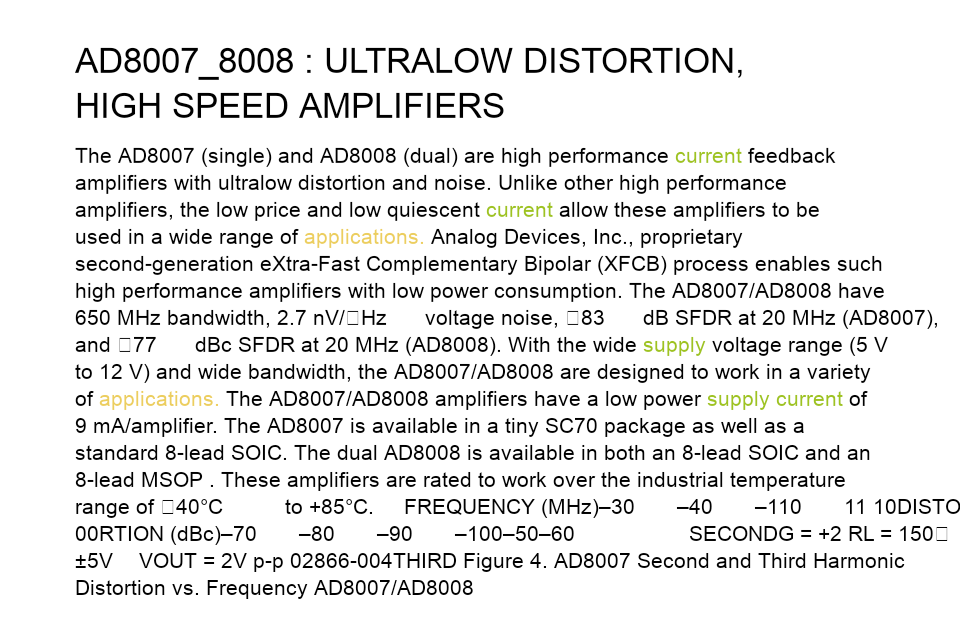 AD8007_8008 : ULTRALOW DISTORTION,
HIGH SPEED AMPLIFIERS
The AD8007 (single) and AD8008 (dual) are high performance current feedback
amplifiers with ultralow distortion and noise. Unlike other high performance
amplifiers, the low price and low quiescent current allow these amplifiers to be
used in a wide range of applications. Analog Devices, Inc., proprietary
second-generation eXtra-Fast Complementary Bipolar (XFCB) process enables such
high performance amplifiers with low power consumption. The AD8007/AD8008 have
650 MHz bandwidth, 2.7 nV/□Hz voltage noise, □83 dB SFDR at 20 MHz (AD8007),
and □77 dBc SFDR at 20 MHz (AD8008). With the wide supply voltage range (5 V
to 12 V) and wide bandwidth, the AD8007/AD8008 are designed to work in a variety
of applications. The AD8007/AD8008 amplifiers have a low power supply current of
9 mA/amplifier. The AD8007 is available in a tiny SC70 package as well as a
standard 8-lead SOIC. The dual AD8008 is available in both an 8-lead SOIC and an
8-lead MSOP . These amplifiers are rated to work over the industrial temperature
range of □40°C to +85°C. FREQUENCY (MHz)–30 –40 –110 11 10DISTO
00RTION (dBc)–70 –80 –90 –100–50–60 SECONDG = +2 RL = 150□
±5V VOUT = 2V p-p 02866-004THIRD Figure 4. AD8007 Second and Third Harmonic
Distortion vs. Frequency AD8007/AD8008